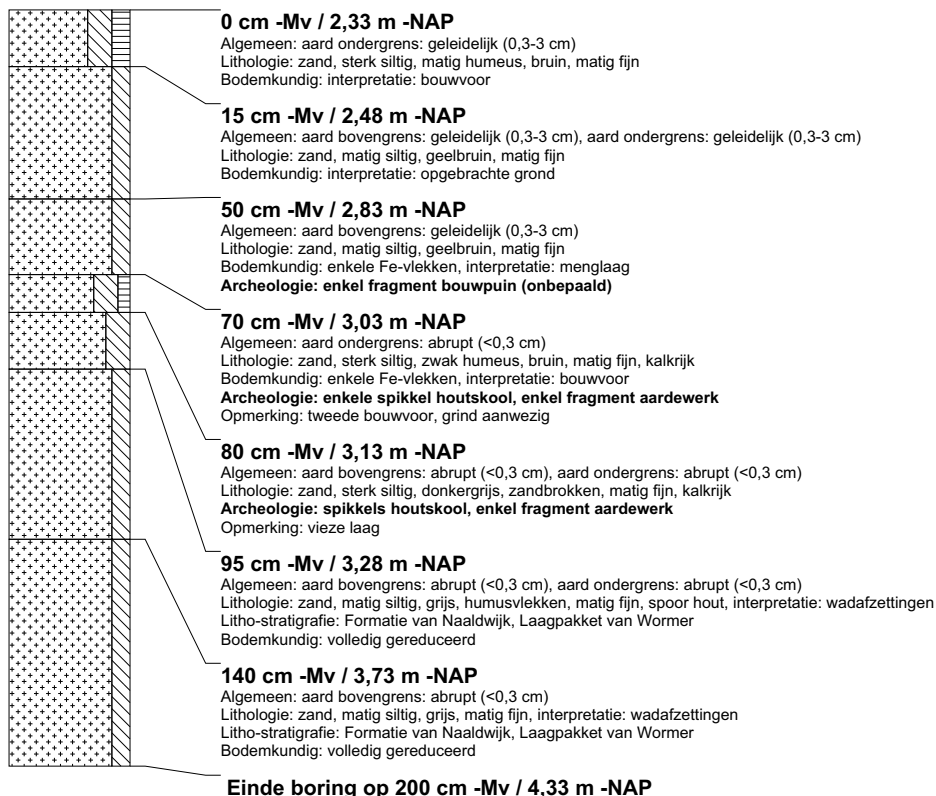 0 cm -Mv / 2,33 m -NAP
Algemeen: aard ondergrens: geleidelijk (0,3-3 cm)
Lithologie: zand, sterk siltig, matig humeus, bruin, matig fijn
Bodemkundig: interpretatie: bouwvoor
15 cm -Mv / 2,48 m -NAP
Algemeen: aard bovengrens: geleidelijk (0,3-3 cm), aard ondergrens: geleidelijk (0,3-3 cm)
Lithologie: zand, matig siltig, geelbruin, matig fijn
Bodemkundig: interpretatie: opgebrachte grond
50 cm -Mv / 2,83 m -NAP
Algemeen: aard bovengrens: geleidelijk (0,3-3 cm)
Lithologie: zand, matig siltig, geelbruin, matig fijn
Bodemkundig: enkele Fe-vlekken, interpretatie: menglaag
Archeologie: enkel fragment bouwpuin (onbepaald)
70 cm -Mv / 3,03 m -NAP
Algemeen: aard ondergrens: abrupt (<0,3 cm)
Lithologie: zand, sterk siltig, zwak humeus, bruin, matig fijn, kalkrijk
Bodemkundig: enkele Fe-vlekken, interpretatie: bouwvoor
Archeologie: enkele spikkel houtskool, enkel fragment aardewerk
Opmerking: tweede bouwvoor, grind aanwezig
80 cm -Mv / 3,13 m -NAP
Algemeen: aard bovengrens: abrupt (<0,3 cm), aard ondergrens: abrupt (<0,3 cm)
Lithologie: zand, sterk siltig, donkergrijs, zandbrokken, matig fijn, kalkrijk
Archeologie: spikkels houtskool, enkel fragment aardewerk
Opmerking: vieze laag
95 cm -Mv / 3,28 m -NAP
Algemeen: aard bovengrens: abrupt (<0,3 cm), aard ondergrens: abrupt (<0,3 cm)
Lithologie: zand, matig siltig, grijs, humusvlekken, matig fijn, spoor hout, interpretatie: wadafzettingen
Litho-stratigrafie: Formatie van Naaldwijk, Laagpakket van Wormer
Bodemkundig: volledig gereduceerd
140 cm -Mv / 3,73 m -NAP
Algemeen: aard bovengrens: abrupt (<0,3 cm)
Lithologie: zand, matig siltig, grijs, matig fijn, interpretatie: wadafzettingen
Litho-stratigrafie: Formatie van Naaldwijk, Laagpakket van Wormer
Bodemkundig: volledig gereduceerd
Einde boring op 200 cm -Mv / 4,33 m -NAP